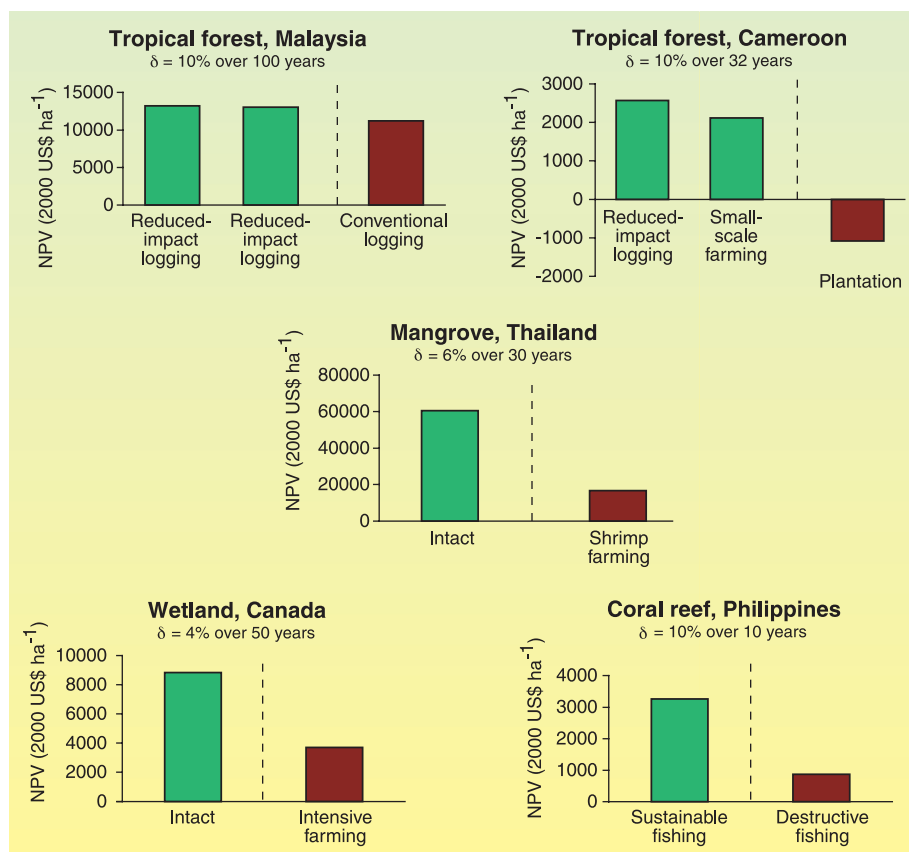 Tropical forest, Malaysia
δ = 10% over 100 years
NPV (2000 US$ ha⁻¹)
15000
10000
5000
0
Reduced-
impact
logging
Reduced-
impact
logging
Conventional
logging
Tropical forest, Cameroon
δ = 10% over 32 years
NPV (2000 US$ ha⁻¹)
3000
2000
1000
0
-1000
-2000
Reduced-
impact
logging
Small-
scale
farming
Plantation
Mangrove, Thailand
δ = 6% over 30 years
NPV (2000 US$ ha⁻¹)
80000
60000
40000
20000
0
Intact
Shrimp
farming
Wetland, Canada
δ = 4% over 50 years
NPV (2000 US$ ha⁻¹)
10000
8000
6000
4000
2000
0
Intact
Intensive
farming
Coral reef, Philippines
δ = 10% over 10 years
NPV (2000 US$ ha⁻¹)
4000
3000
2000
1000
0
Sustainable
fishing
Destructive
fishing